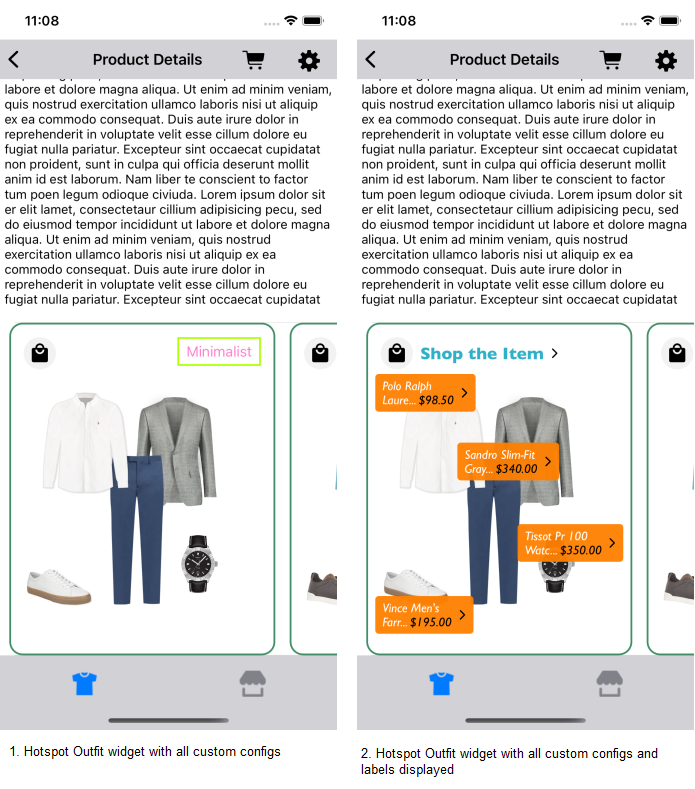 11:08
Product Details
labore et dolore magna aliqua. Ut enim ad minim veniam,
quis nostrud exercitation ullamco laboris nisi ut aliquip
ex ea commodo consequat. Duis aute irure dolor in
reprehenderit in voluptate velit esse cillum dolore eu
fugiat nulla pariatur. Excepteur sint occaecat cupidatat
non proident, sunt in culpa qui officia deserunt mollit
anim id est laborum. Nam liber te conscient to factor
tum poen legum odioque civiuda. Lorem ipsum dolor sit
er elit lamet, consectetaur cillium adipisicing pecu, sed
do eiusmod tempor incididunt ut labore et dolore magna
aliqua. Ut enim ad minim veniam, quis nostrud
exercitation ullamco laboris nisi ut aliquip ex ea
commodo consequat. Duis aute irure dolor in
reprehenderit in voluptate velit esse cillum dolore eu
fugiat nulla pariatur. Excepteur sint occaecat cupidatat
Minimalist
1. Hotspot Outfit widget with all custom configs
11:08
Product Details
labore et dolore magna aliqua. Ut enim ad minim veniam,
quis nostrud exercitation ullamco laboris nisi ut aliquip
ex ea commodo consequat. Duis aute irure dolor in
reprehenderit in voluptate velit esse cillum dolore eu
fugiat nulla pariatur. Excepteur sint occaecat cupidatat
non proident, sunt in culpa qui officia deserunt mollit
anim id est laborum. Nam liber te conscient to factor
tum poen legum odioque civiuda. Lorem ipsum dolor sit
er elit lamet, consectetaur cillium adipisicing pecu, sed
do eiusmod tempor incididunt ut labore et dolore magna
aliqua. Ut enim ad minim veniam, quis nostrud
exercitation ullamco laboris nisi ut aliquip ex ea
commodo consequat. Duis aute irure dolor in
reprehenderit in voluptate velit esse cillum dolore eu
fugiat nulla pariatur. Excepteur sint occaecat cupidatat
Shop the Item
Polo Ralph
Laure... $98.50
Sandro Slim-Fit
Gray... $340.00
Tissot Pr 100
Watc... $350.00
Vince Men's
Farr... $195.00
2. Hotspot Outfit widget with all custom configs and
labels displayed